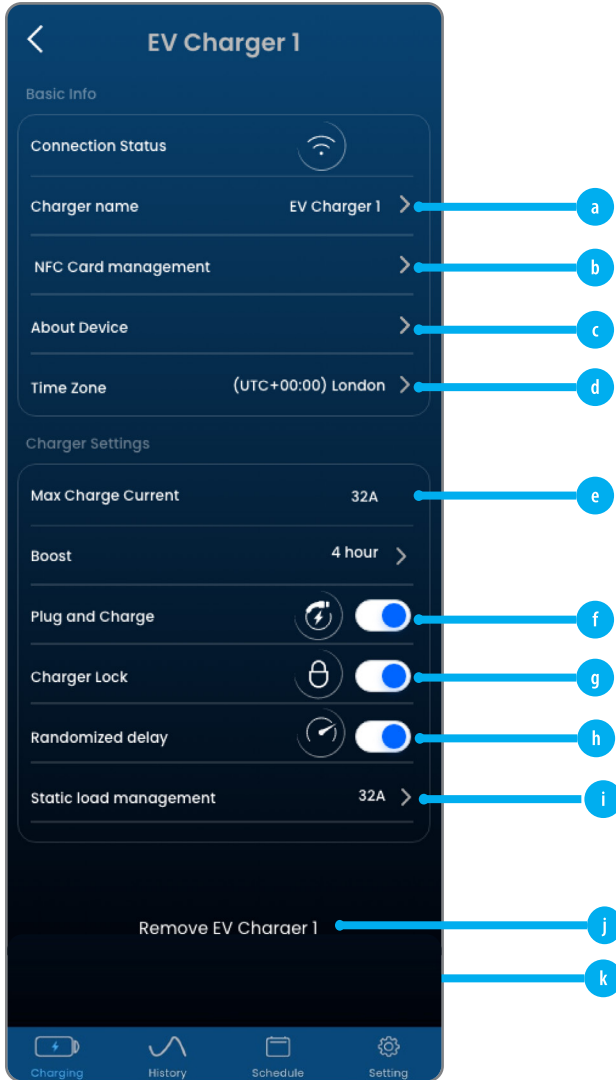 EV Charger 1
Basic Info
Connection Status
Charger name EV Charger 1 a
NFC Card management b
About Device c
Time Zone (UTC+00:00) London d
Charger Settings
Max Charge Current 32A e
Boost 4 hour
Plug and Charge f
Charger Lock g
Randomized delay h
Static load management 32A i
Remove EV Charger 1 j
k
Charging History Schedule Setting